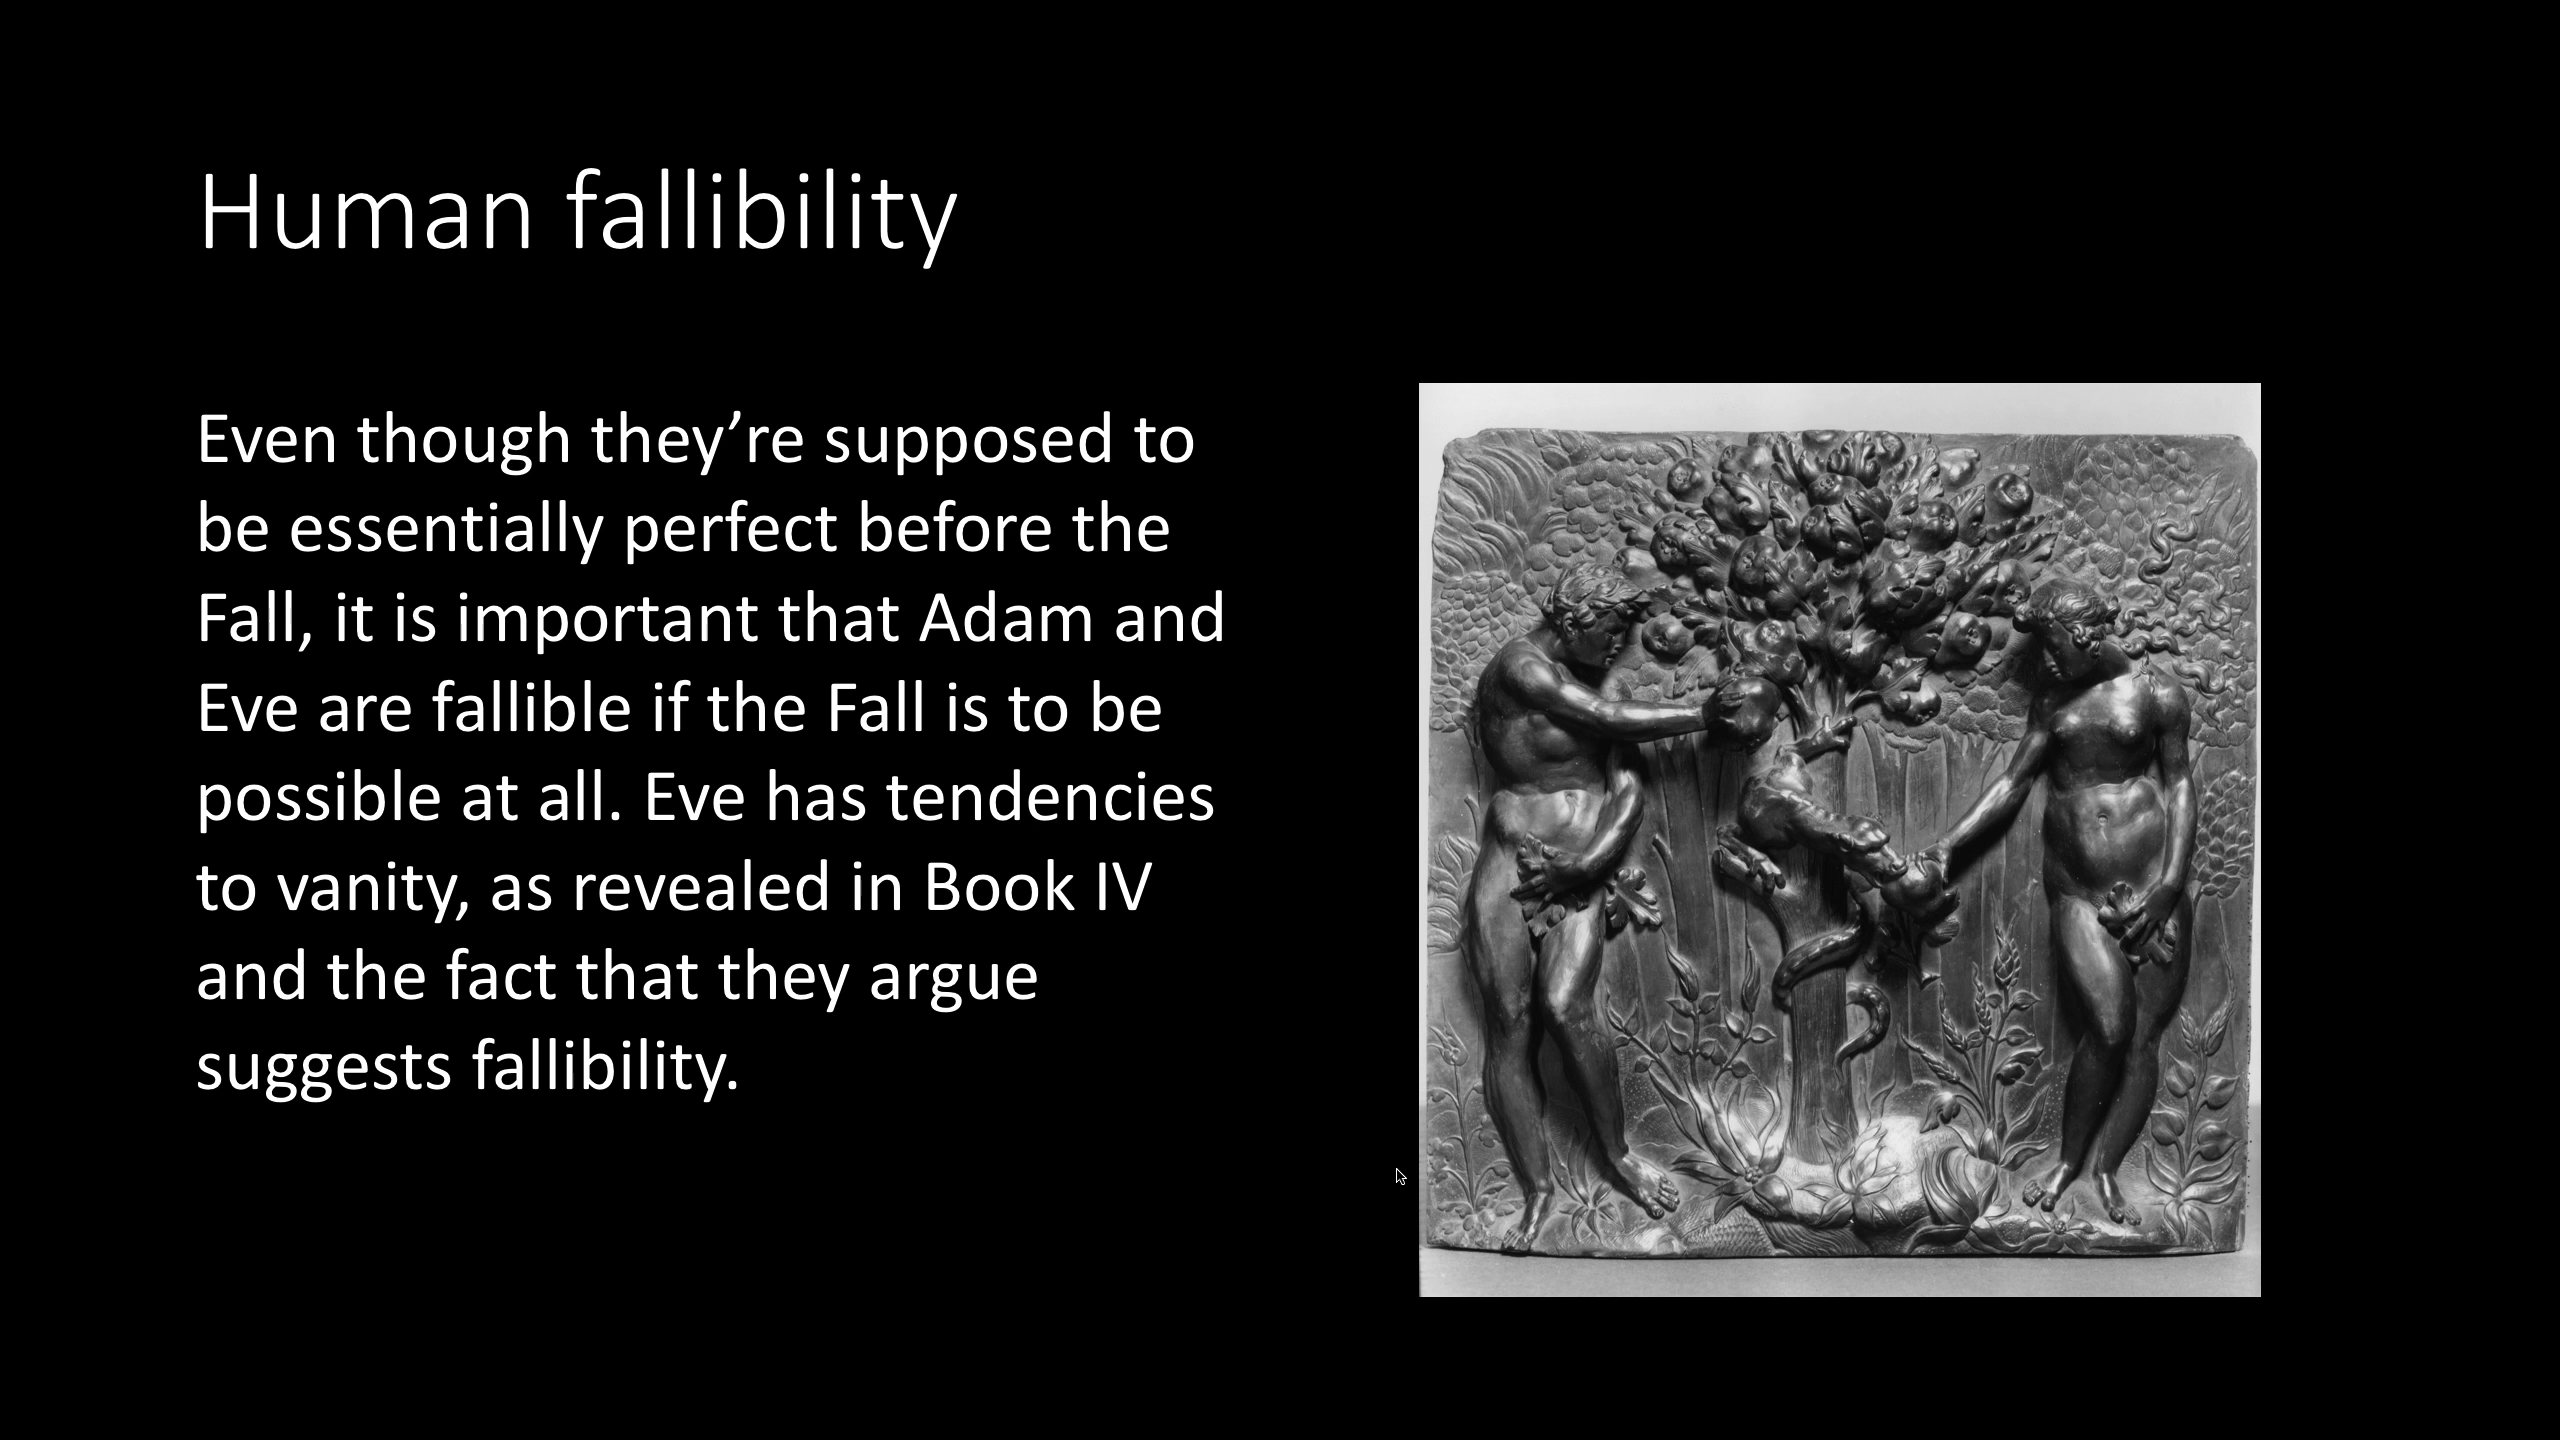 Human fallibility
Even though they’re supposed to
be essentially perfect before the
Fall, it is important that Adam and
Eve are fallible if the Fall is to be
possible at all. Eve has tendencies
to vanity, as revealed in Book IV
and the fact that they argue
suggests fallibility.